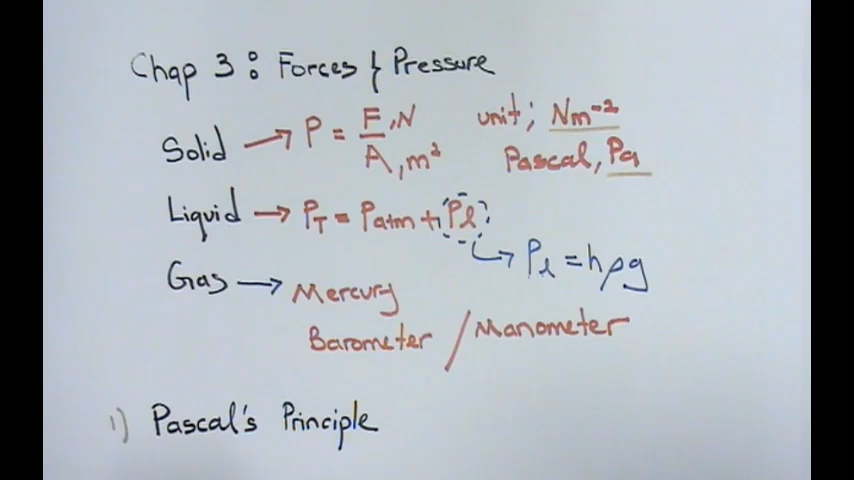 Chap 3 : Forces & Pressure
Solid → P = F, N / A, m² unit; Nm⁻²
Pascal, Pa
Liquid → P_T = Patm + Pl
→ Pl = hρg
Gas → Mercury
Barometer / Manometer
1) Pascal's Principle